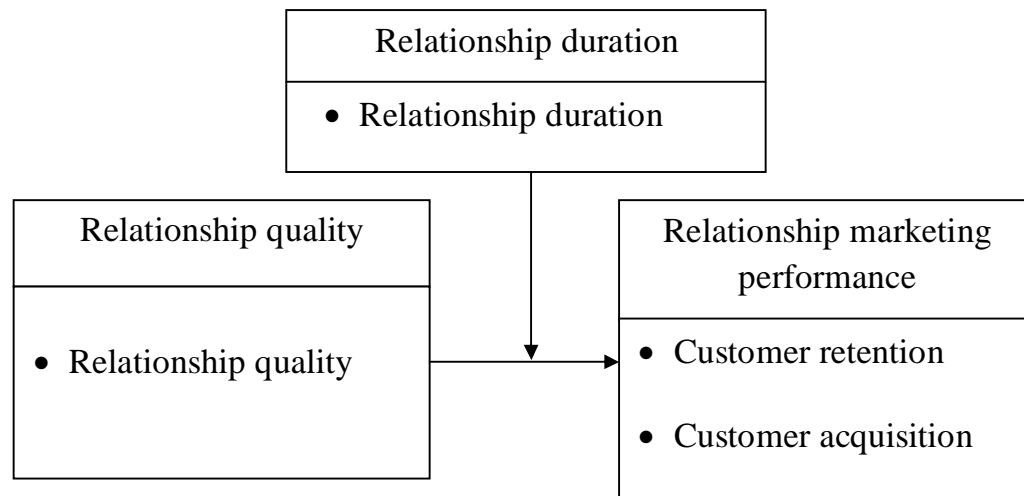 Relationship duration
• Relationship duration
Relationship quality
• Relationship quality
Relationship marketing
performance
• Customer retention
• Customer acquisition